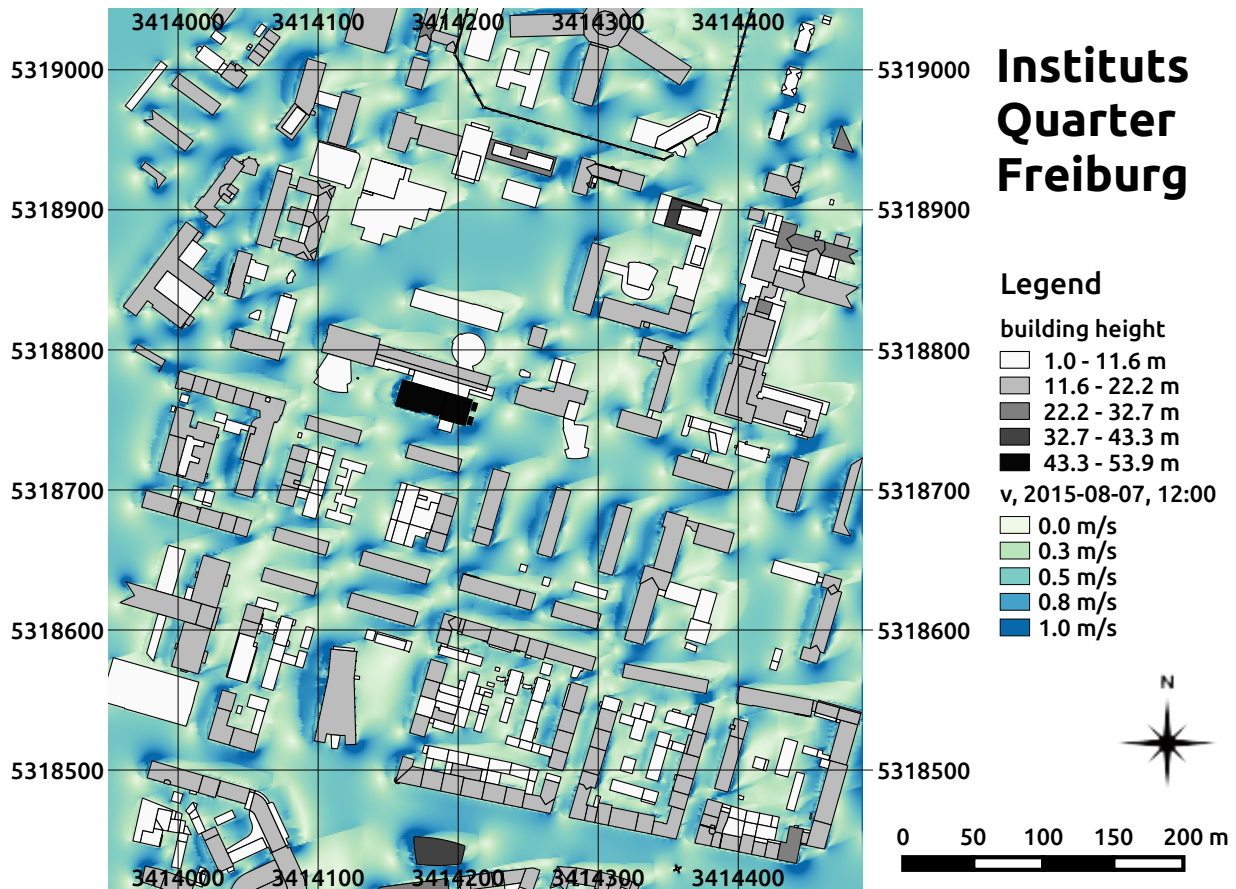 3414000 3414100 3414200 3414300 3414400
5319000 5319000
Instituts
Quarter
Freiburg
5318900 5318900
Legend
building height
1.0 - 11.6 m
11.6 - 22.2 m
22.2 - 32.7 m
32.7 - 43.3 m
43.3 - 53.9 m
v, 2015-08-07, 12:00
0.0 m/s
0.3 m/s
0.5 m/s
0.8 m/s
1.0 m/s
5318800 5318800
5318700 5318700
5318600 5318600
N
5318500 5318500
0 50 100 150 200 m
3414000 3414100 3414200 3414300 3414400